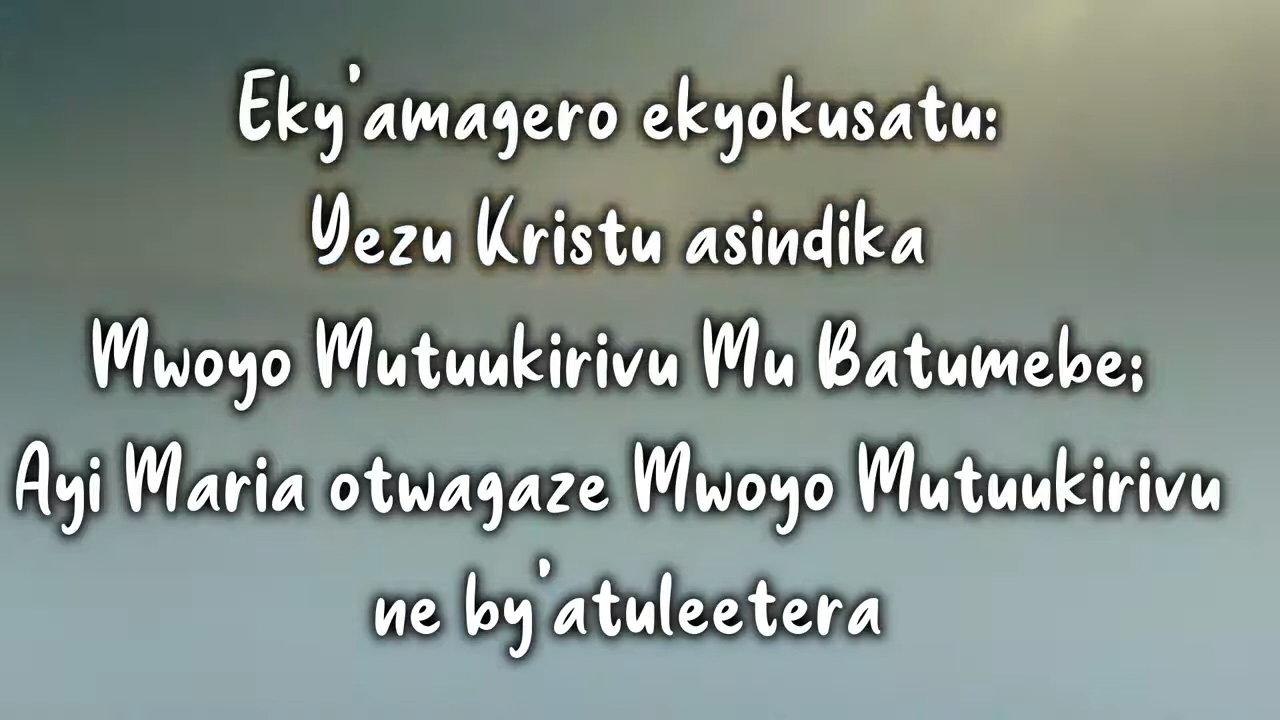 Eky'amagero ekyokusatu:
Yezu Kristu asindika
Mwoyo Mutuukirivu Mu Batumebe;
Ayi Maria otwagaze Mwoyo Mutuukirivu
ne by'atuleetera